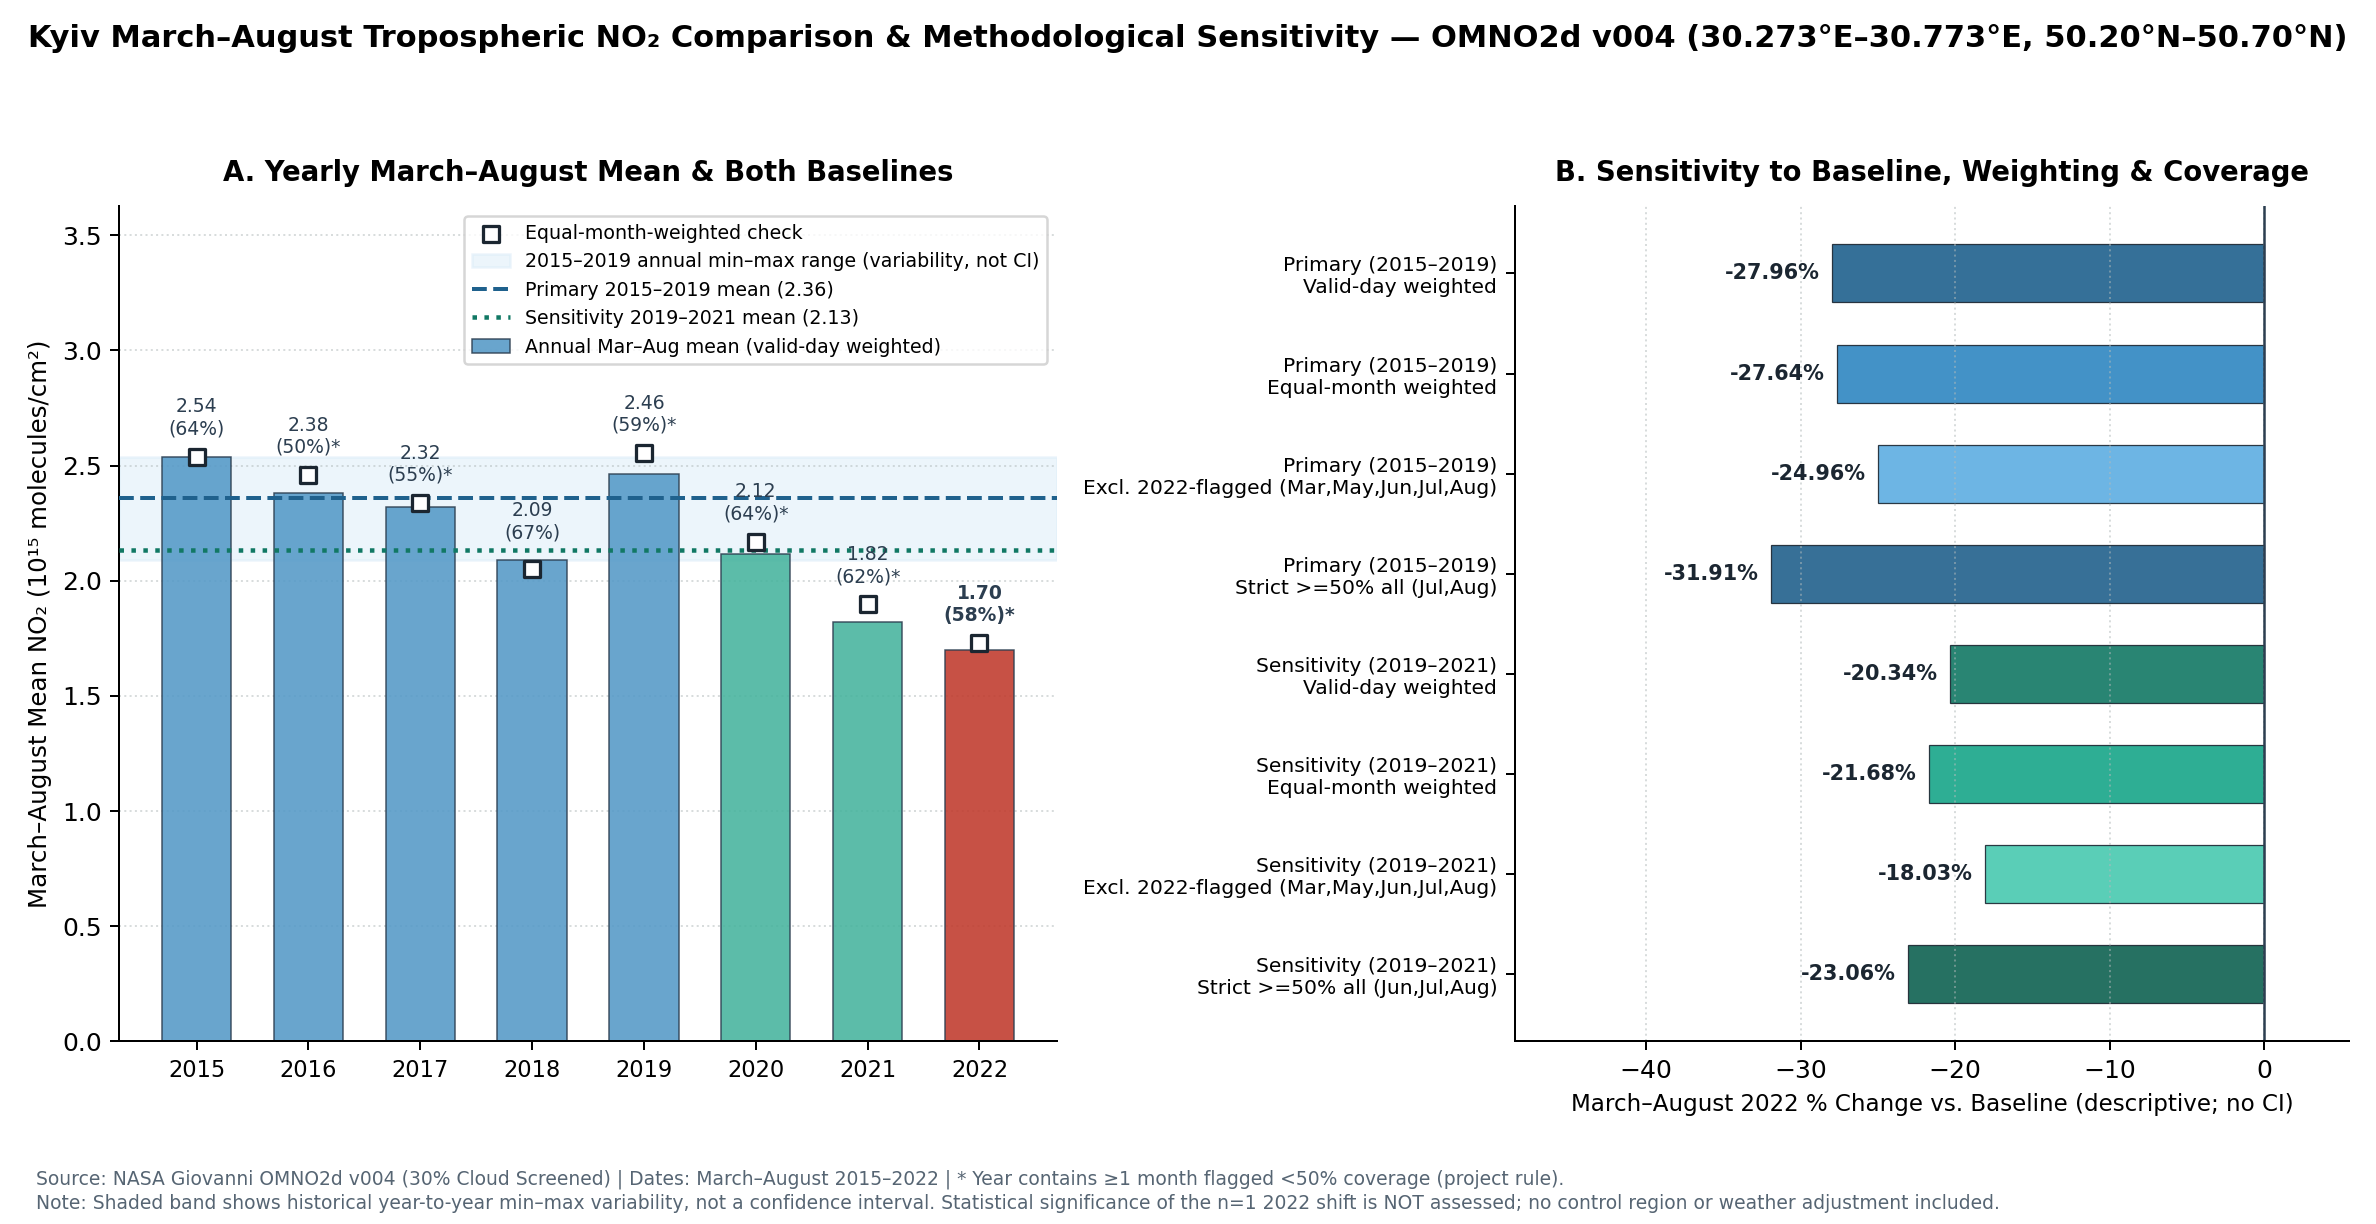 Kyiv March–August Tropospheric NO₂ Comparison & Methodological Sensitivity — OMNO2d v004 (30.273°E–30.773°E, 50.20°N–50.70°N)
A. Yearly March–August Mean & Both Baselines
March–August Mean NO₂ (10¹⁵ molecules/cm²)
3.5
3.0
2.5
2.0
1.5
1.0
0.5
0.0
Equal-month-weighted check
2015–2019 annual min–max range (variability, not CI)
Primary 2015–2019 mean (2.36)
Sensitivity 2019–2021 mean (2.13)
Annual Mar–Aug mean (valid-day weighted)
2.54
(64%)
2.38
(50%)*
2.32
(55%)*
2.09
(67%)
2.46
(59%)*
2.12
(64%)*
1.82
(62%)*
1.70
(58%)*
2015
2016
2017
2018
2019
2020
2021
2022
B. Sensitivity to Baseline, Weighting & Coverage
Primary (2015–2019)
Valid-day weighted
-27.96%
Primary (2015–2019)
Equal-month weighted
-27.64%
Primary (2015–2019)
Excl. 2022-flagged (Mar,May,Jun,Jul,Aug)
-24.96%
Primary (2015–2019)
Strict >=50% all (Jul,Aug)
-31.91%
Sensitivity (2019–2021)
Valid-day weighted
-20.34%
Sensitivity (2019–2021)
Equal-month weighted
-21.68%
Sensitivity (2019–2021)
Excl. 2022-flagged (Mar,May,Jun,Jul,Aug)
-18.03%
Sensitivity (2019–2021)
Strict >=50% all (Jun,Jul,Aug)
-23.06%
−40
−30
−20
−10
0
March–August 2022 % Change vs. Baseline (descriptive; no CI)
Source: NASA Giovanni OMNO2d v004 (30% Cloud Screened) | Dates: March–August 2015–2022 | * Year contains ≥1 month flagged <50% coverage (project rule).
Note: Shaded band shows historical year-to-year min–max variability, not a confidence interval. Statistical significance of the n=1 2022 shift is NOT assessed; no control region or weather adjustment included.